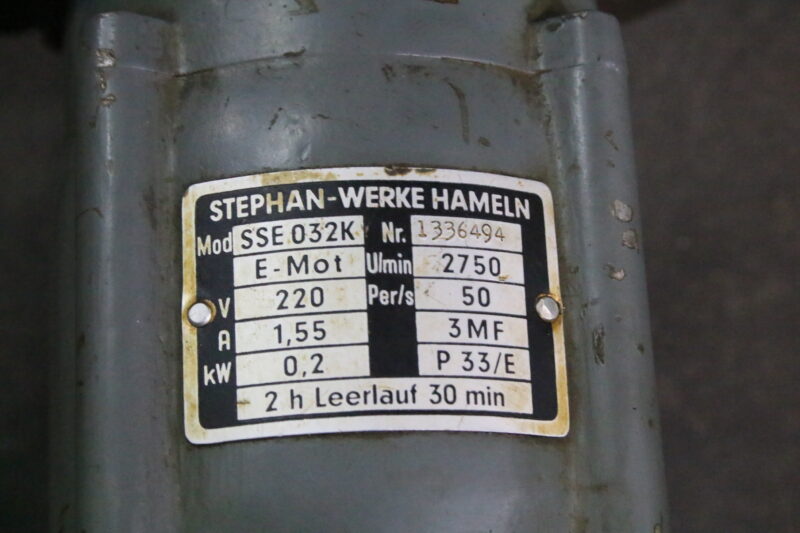 STEPHAN-WERKE HAMELN
Mod SSE 032K Nr. 1336494
E-Mot U/min 2750
V 220 Per/s 50
A 1,55 3MF
kW 0,2 P 33/E
2 h Leerlauf 30 min